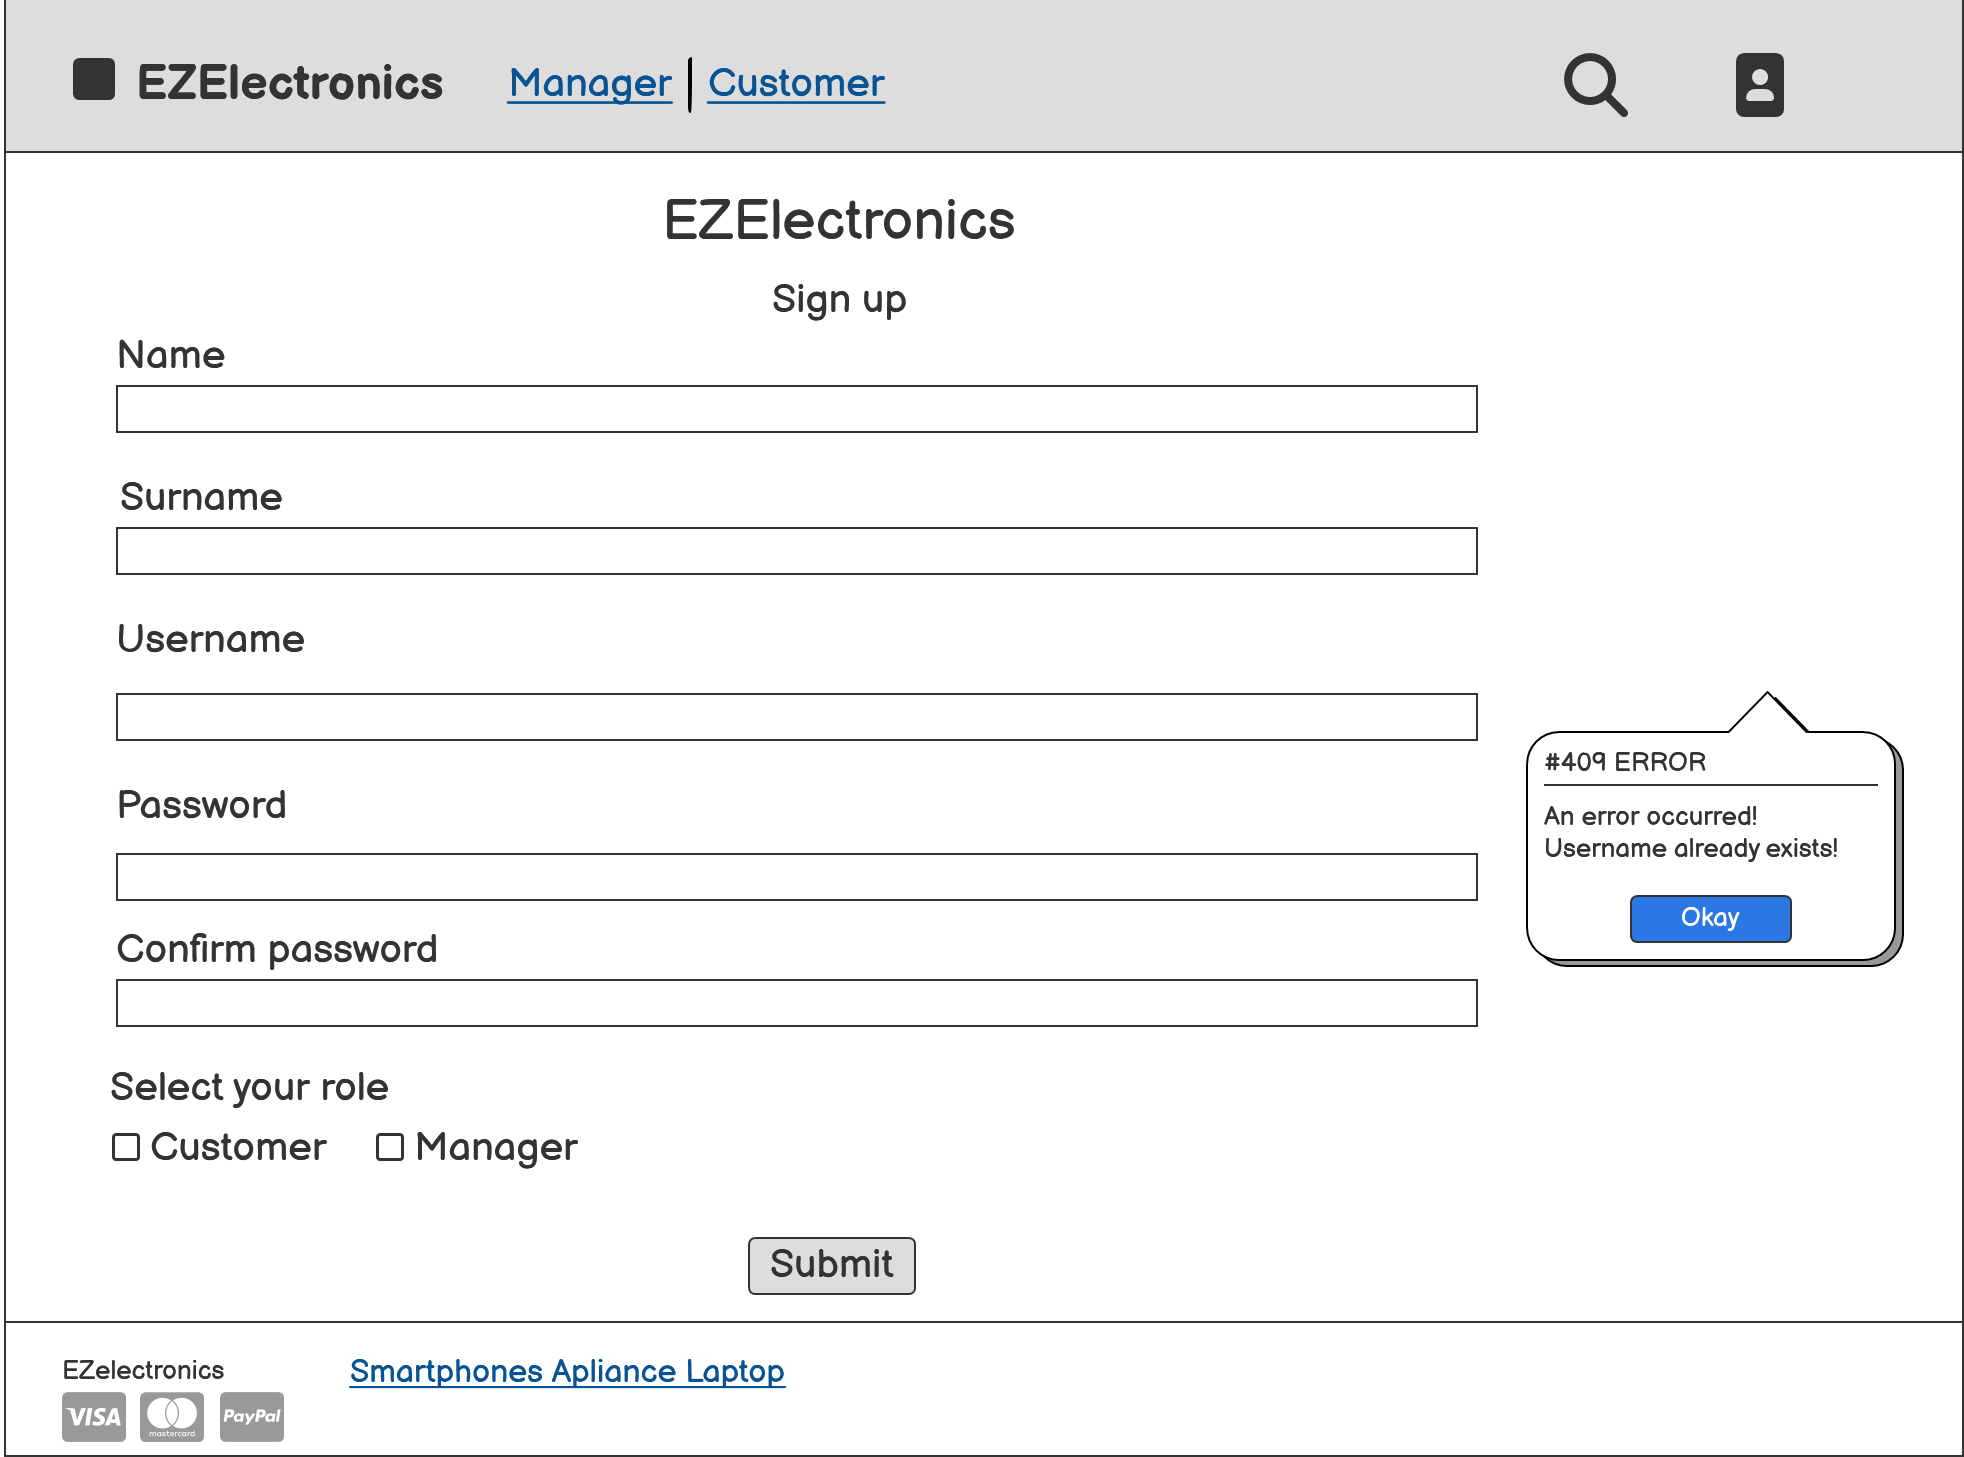 EZElectronics Manager Customer
EZElectronics
Sign up
Name
Surname
Username
Password
Confirm password
Select your role
Customer Manager
Submit
#409 ERROR
An error occurred!
Username already exists!
Okay
EZelectronics
Smartphones Apliance Laptop
VISA mastercard PayPal